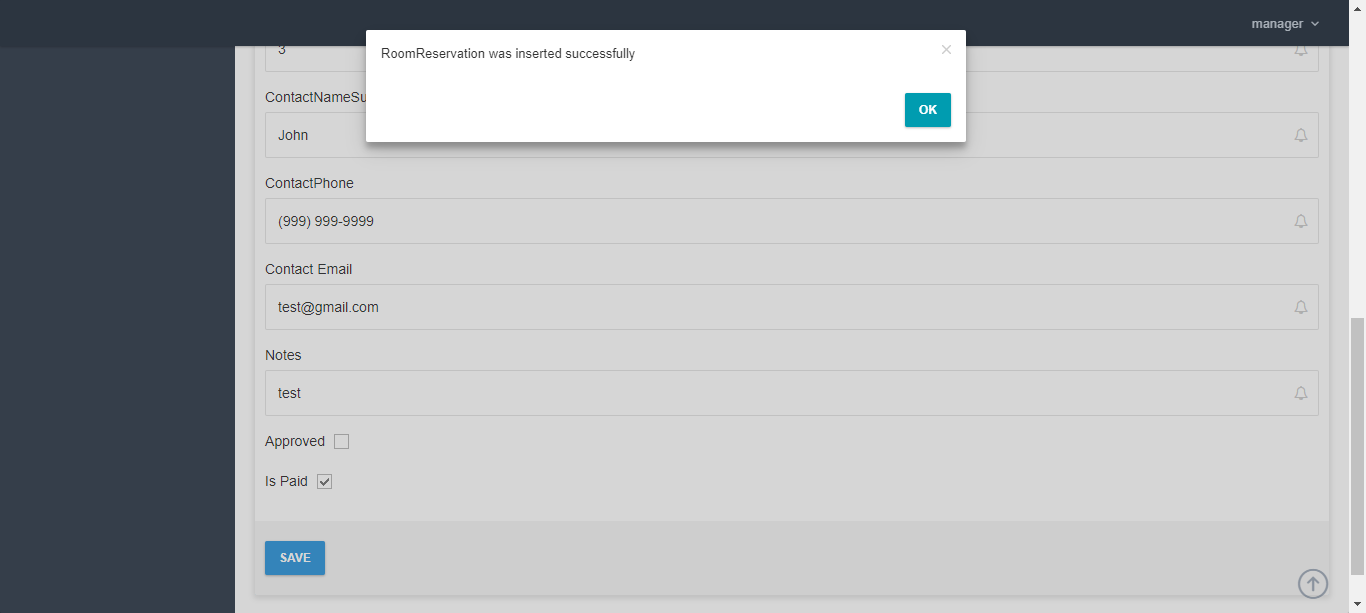 manager
RoomReservation was inserted successfully
OK
3
ContactNameSu
John
ContactPhone
(999) 999-9999
Contact Email
test@gmail.com
Notes
test
Approved
Is Paid
SAVE